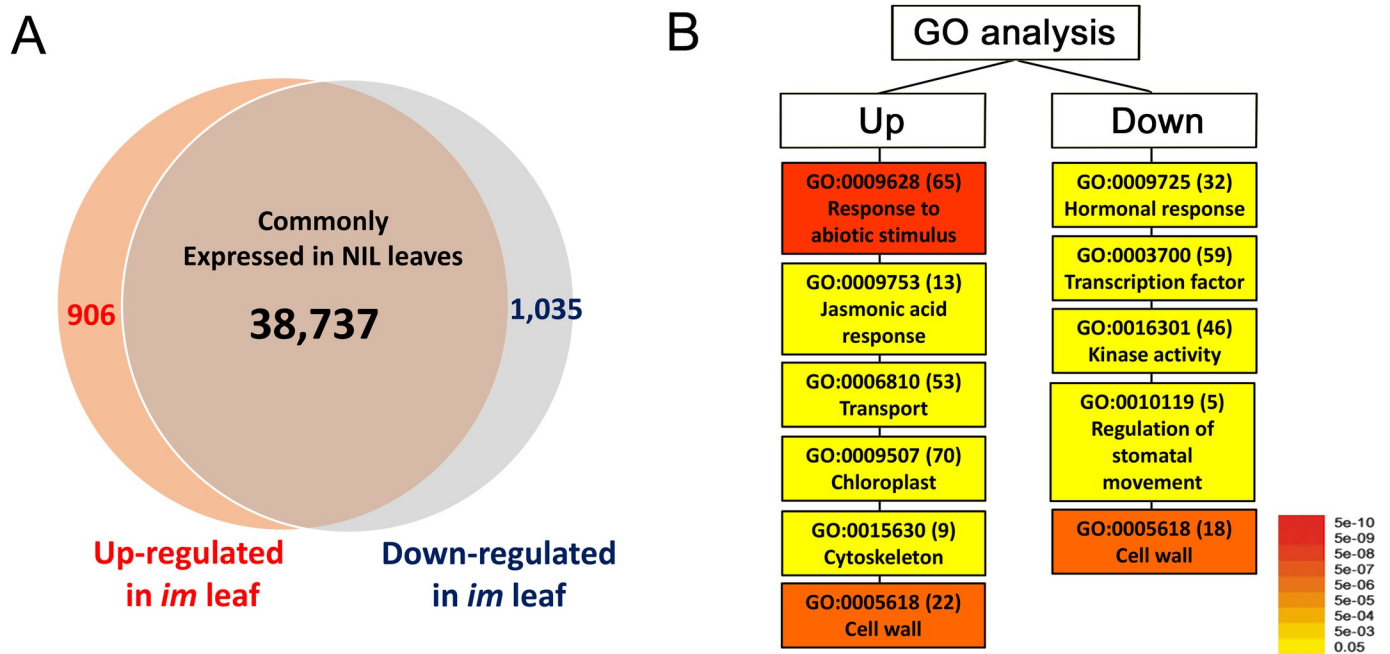 A
Commonly
Expressed in NIL leaves
906
38,737
1,035
Up-regulated
in im leaf
Down-regulated
in im leaf
B
GO analysis
Up
GO:0009628 (65)
Response to
abiotic stimulus
GO:0009753 (13)
Jasmonic acid
response
GO:0006810 (53)
Transport
GO:0009507 (70)
Chloroplast
GO:0015630 (9)
Cytoskeleton
GO:0005618 (22)
Cell wall
Down
GO:0009725 (32)
Hormonal response
GO:0003700 (59)
Transcription factor
GO:0016301 (46)
Kinase activity
GO:0010119 (5)
Regulation of
stomatal
movement
GO:0005618 (18)
Cell wall
5e-10
5e-09
5e-08
5e-07
5e-06
5e-05
5e-04
5e-03
0.05